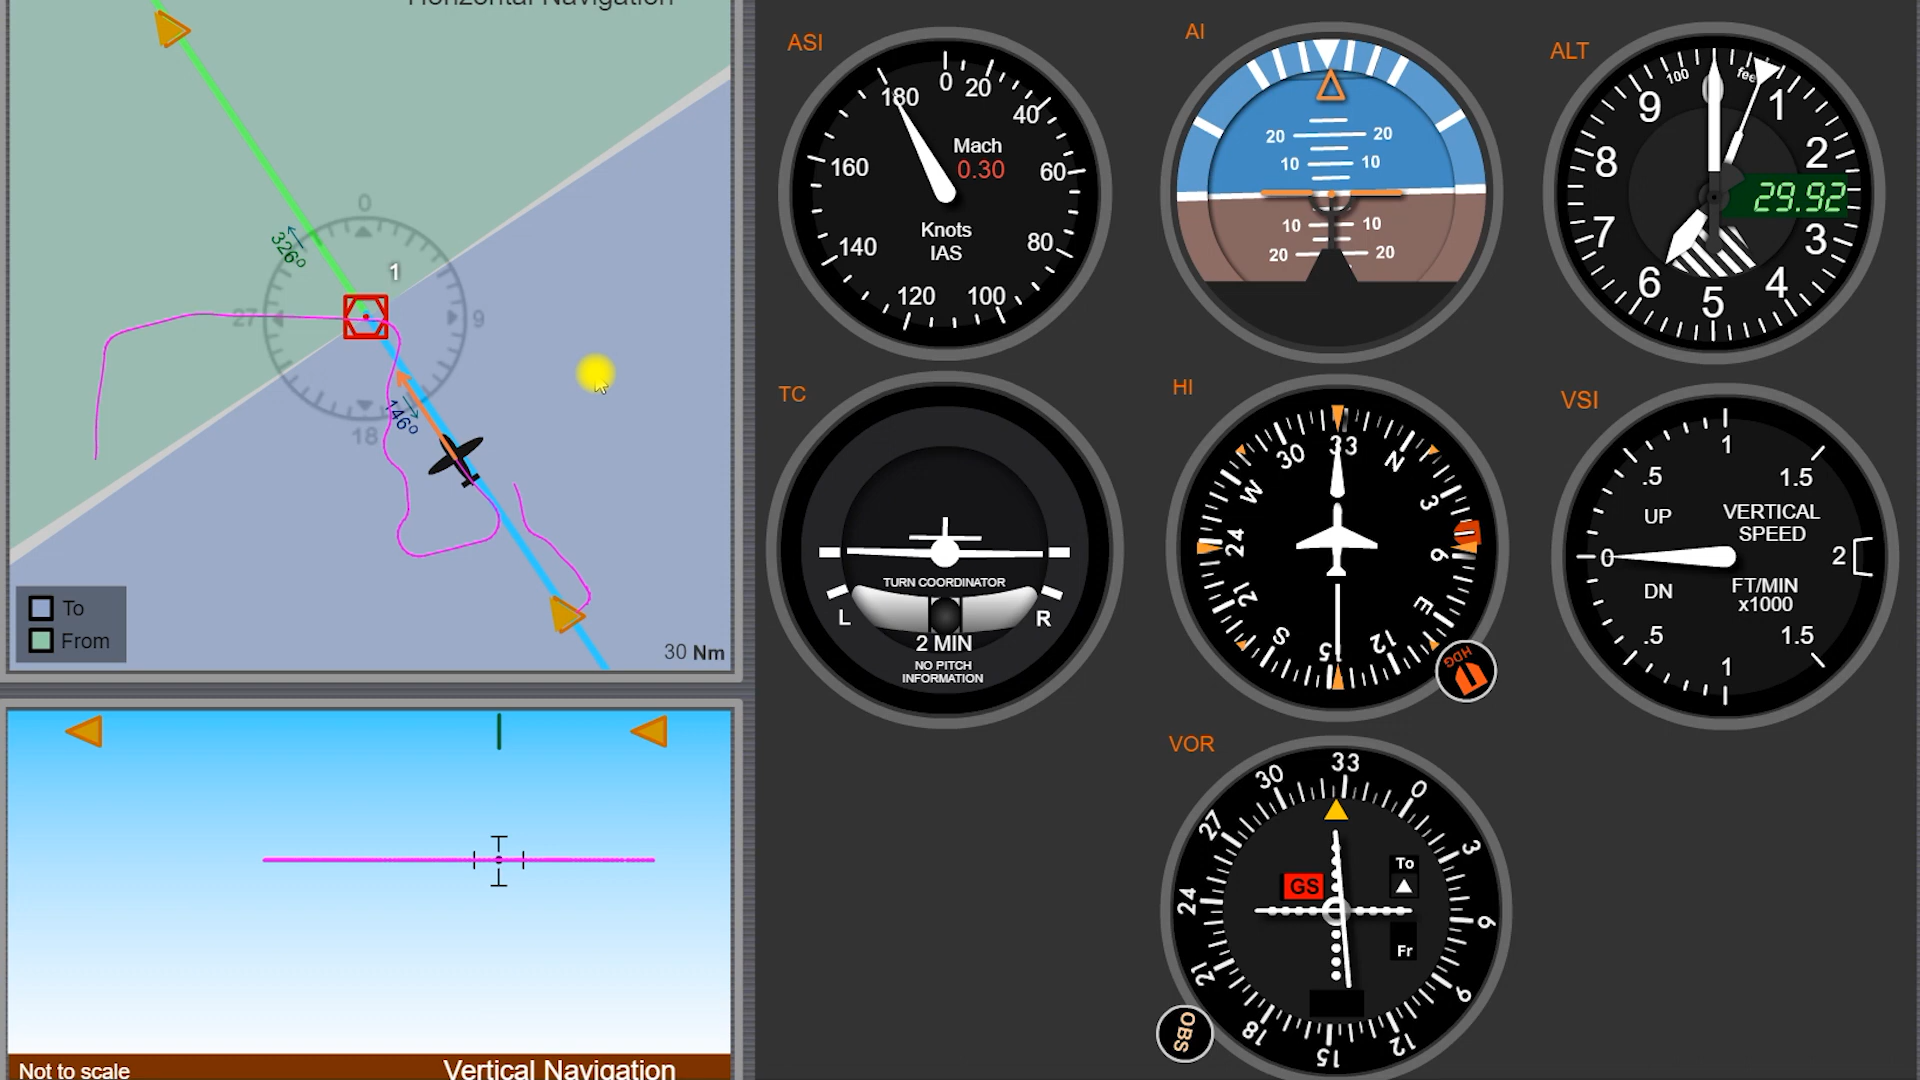 Horizontal Navigation
0
326°
1
27
9
146°
18
To
From
30 Nm
Not to scale
Vertical Navigation
ASI
0
20
40
60
80
100
120
140
160
180
Mach
0.30
Knots
IAS
AI
20 20
10 10
10 10
20 20
ALT
100 feet
9
1
8
2
29.92
7
3
6
4
5
TC
TURN COORDINATOR
L
R
2 MIN
NO PITCH
INFORMATION
HI
33
N
3
6
E
12
15
S
21
24
W
30
HDG
VSI
1
.5
1.5
UP
VERTICAL
SPEED
0
2
DN
FT/MIN
x1000
.5
1.5
1
VOR
33
0
3
6
9
12
15
18
21
24
27
30
To
GS
Fr
OBS